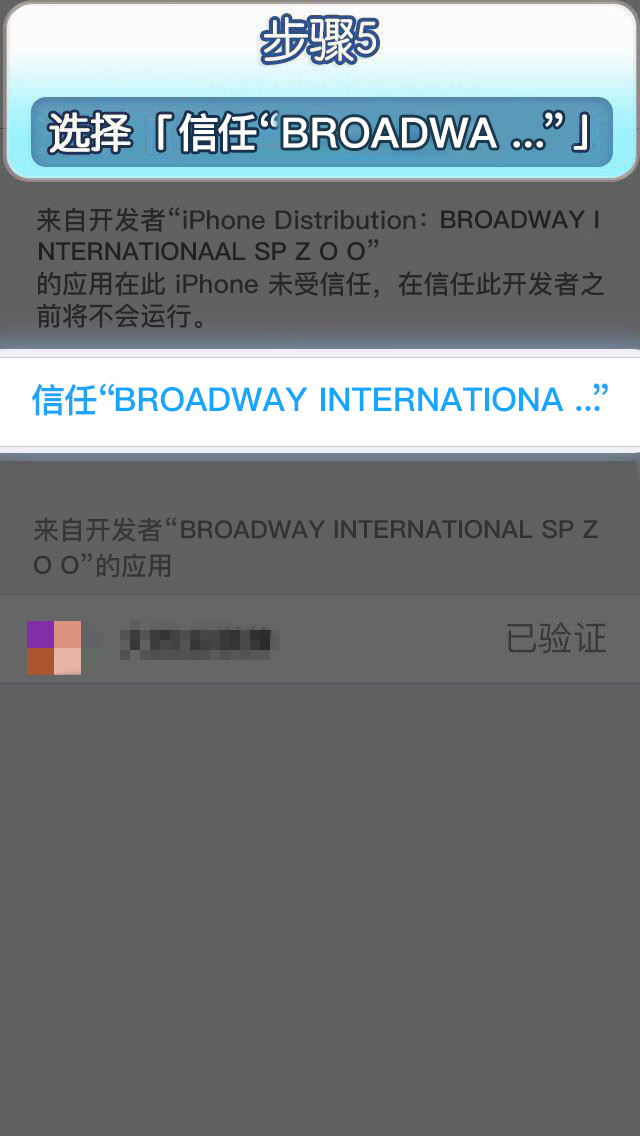 步骤5
选择「信任“BROADWA ...”」
来自开发者“iPhone Distribution：BROADWAY I
NTERNATIONAAL SP Z O O”
的应用在此 iPhone 未受信任，在信任此开发者之
前将不会运行。
信任“BROADWAY INTERNATIONA ...”
来自开发者“BROADWAY INTERNATIONAL SP Z
O O”的应用
已验证